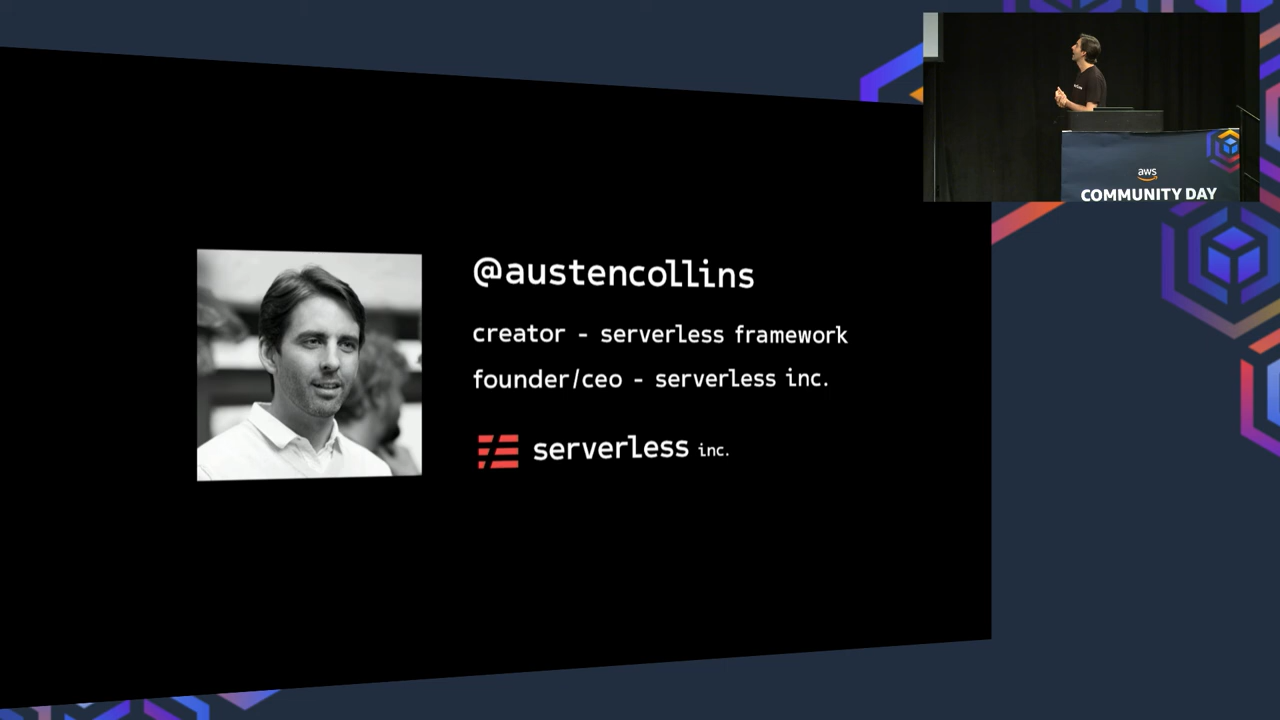 @austencollins
creator - serverless framework
founder/ceo - serverless inc.
serverless inc.
aws
COMMUNITY DAY